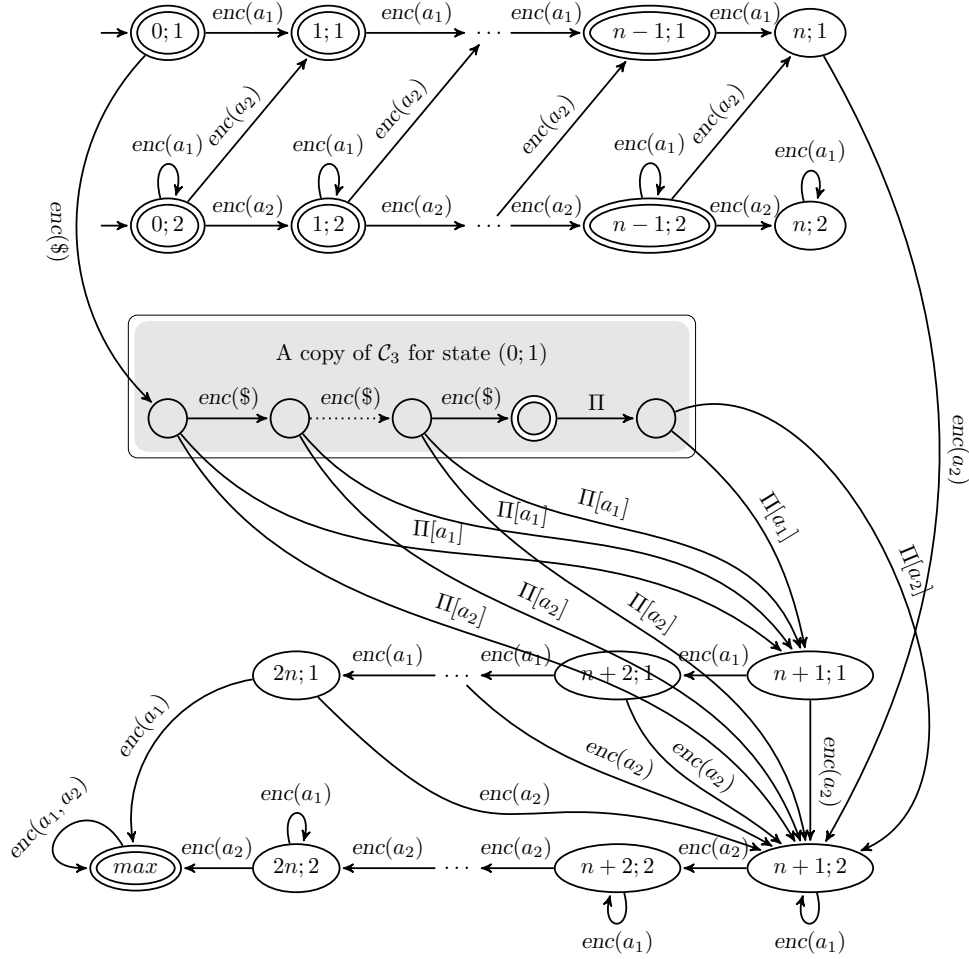 enc(a₁) enc(a₁) enc(a₁) enc(a₁)
0; 1 1; 1 ··· n − 1; 1 n; 1
enc(a₂) enc(a₂) enc(a₂) enc(a₂)
enc(a₁) enc(a₁) enc(a₁) enc(a₁)
enc(a₂) enc(a₂) enc(a₂) enc(a₂)
0; 2 1; 2 ··· n − 1; 2 n; 2
enc($)
A copy of 𝒞₃ for state (0; 1)
enc($) enc($) enc($) Π
enc(a₂)
Π[a₁] Π[a₁] Π[a₁] Π[a₁]
Π[a₂] Π[a₂] Π[a₂] Π[a₂]
enc(a₁) enc(a₁) enc(a₁)
2n; 1 ··· n + 2; 1 n + 1; 1
enc(a₁)
enc(a₂) enc(a₂) enc(a₂) enc(a₂)
enc(a₁, a₂) enc(a₁)
enc(a₂) enc(a₂) enc(a₂) enc(a₂)
max 2n; 2 ··· n + 2; 2 n + 1; 2
enc(a₁) enc(a₁)